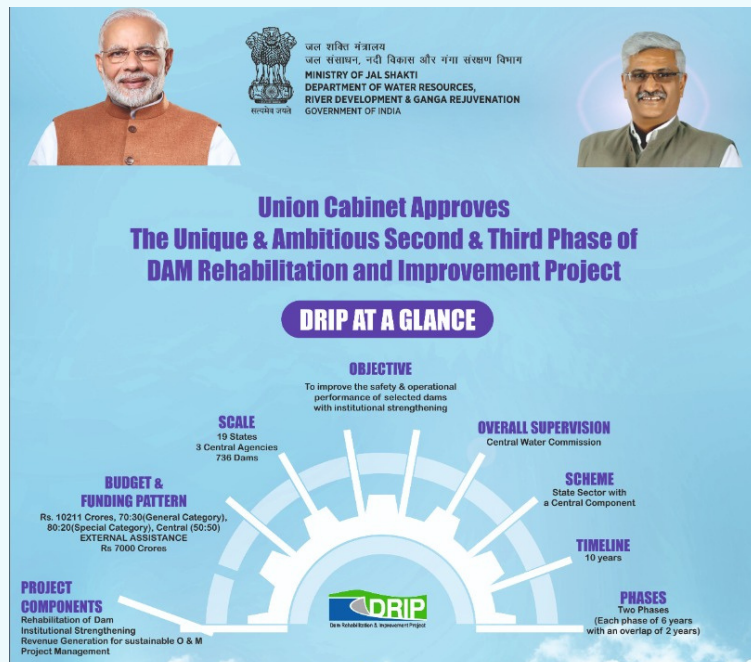 जल शक्ति मंत्रालय
जल संसाधन, नदी विकास और गंगा संरक्षण विभाग
MINISTRY OF JAL SHAKTI
DEPARTMENT OF WATER RESOURCES,
RIVER DEVELOPMENT & GANGA REJUVENATION
GOVERNMENT OF INDIA
सत्यमेव जयते
Union Cabinet Approves
The Unique & Ambitious Second & Third Phase of
DAM Rehabilitation and Improvement Project
DRIP AT A GLANCE
OBJECTIVE
To improve the safety & operational
performance of selected dams
with institutional strengthening
SCALE
19 States
3 Central Agencies
736 Dams
OVERALL SUPERVISION
Central Water Commission
BUDGET &
FUNDING PATTERN
Rs. 10211 Crores, 70:30(General Category),
80:20(Special Category), Central (50:50)
EXTERNAL ASSISTANCE
Rs 7000 Crores
SCHEME
State Sector with
a Central Component
TIMELINE
10 years
PROJECT
COMPONENTS
Rehabilitation of Dam
Institutional Strengthening
Revenue Generation for sustainable O & M
Project Management
DRIP
Dam Rehabilitation & Improvement Project
PHASES
Two Phases
(Each phase of 6 years
with an overlap of 2 years)